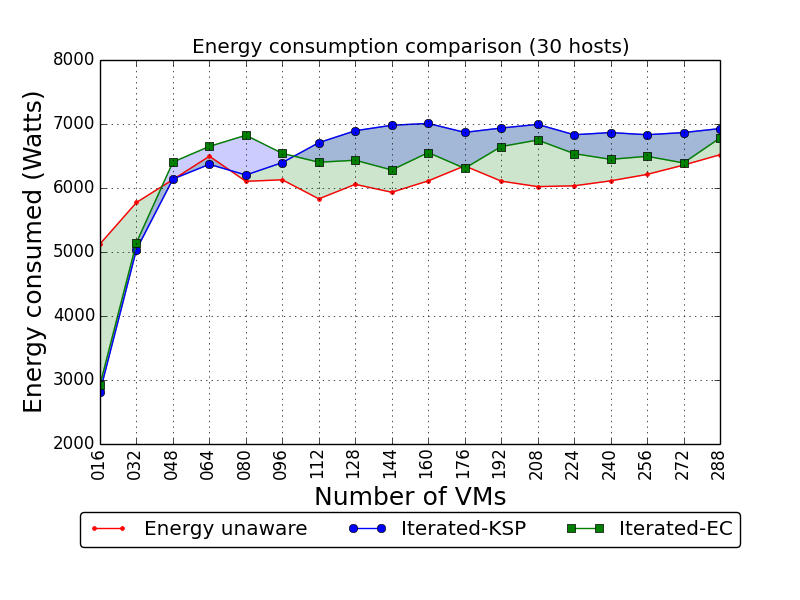 Energy consumption comparison (30 hosts)
Energy consumed (Watts)
8000
7000
6000
5000
4000
3000
2000
016 032 048 064 080 096 112 128 144 160 176 192 208 224 240 256 272 288
Number of VMs
Energy unaware Iterated-KSP Iterated-EC